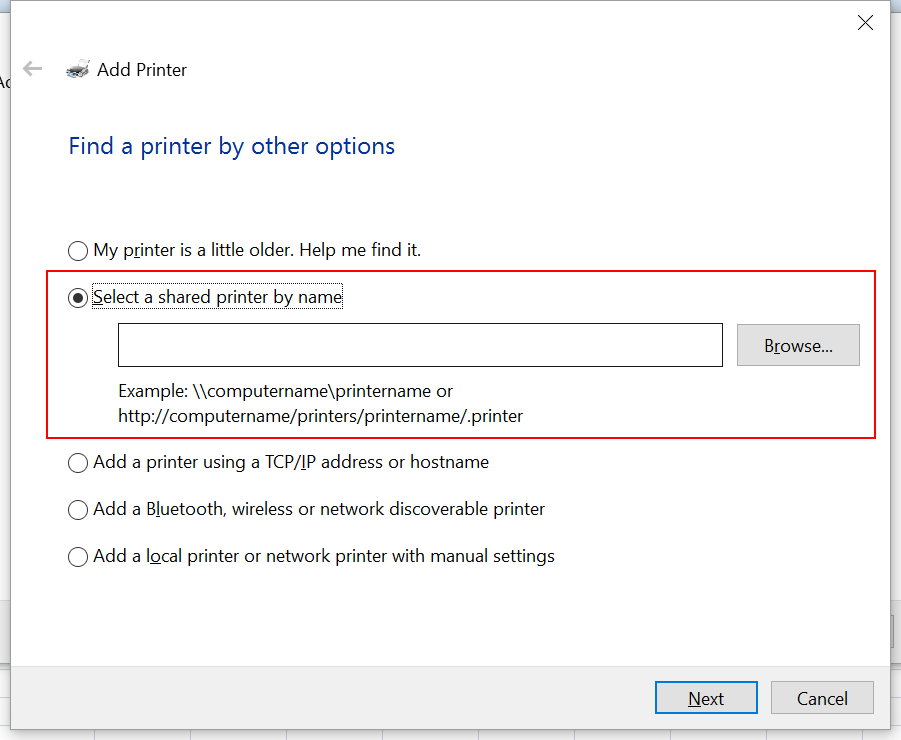 Add Printer
Find a printer by other options
My printer is a little older. Help me find it.
Select a shared printer by name
Browse...
Example: \\computername\printername or
http://computername/printers/printername/.printer
Add a printer using a TCP/IP address or hostname
Add a Bluetooth, wireless or network discoverable printer
Add a local printer or network printer with manual settings
Next
Cancel